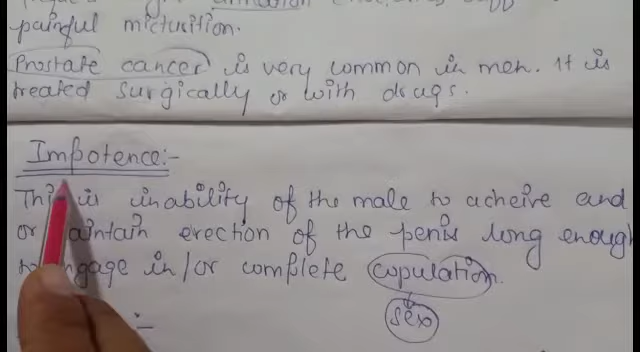 painful micturition.
Prostate cancer is very common in men. It is
treated surgically or with drugs.
Impotence:-
This is inability of the male to acheive and
or maintain erection of the penis long enough
engage in/or complete copulation.
sex